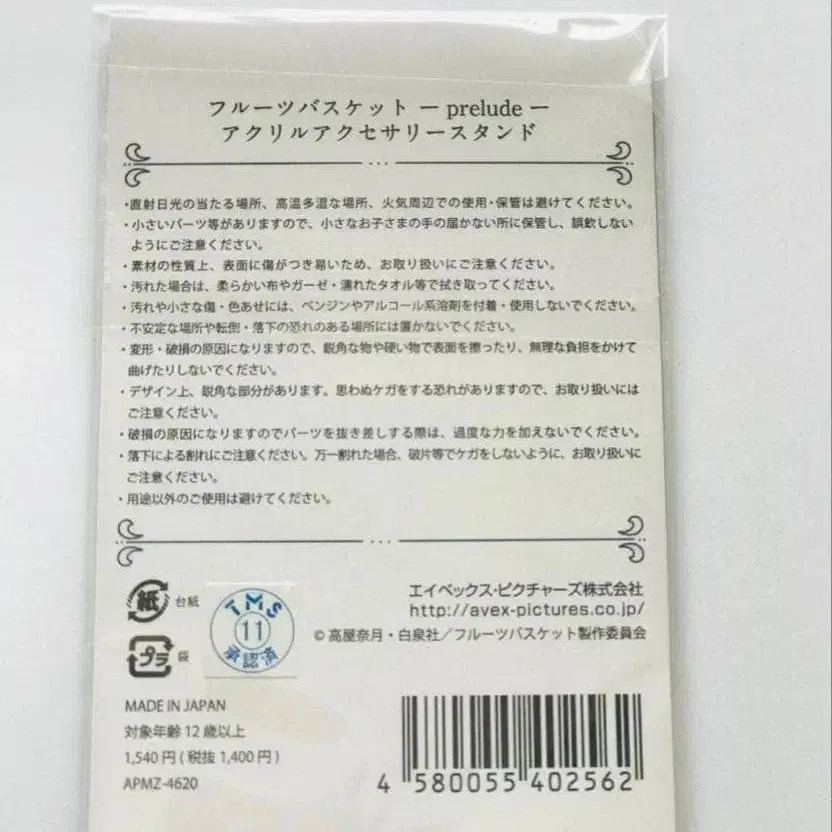 フルーツバスケット ー prelude ー
アクリルアクセサリースタンド
・直射日光の当たる場所、高温多湿な場所、火気周辺での使用・保管は避けてください。
・小さいパーツ等がありますので、小さなお子さまの手の届かない所に保管し、誤飲しない
ようにご注意ください。
・素材の性質上、表面に傷がつき易いため、お取り扱いにご注意ください。
・汚れた場合は、柔らかい布やガーゼ・濡れたタオル等で拭き取ってください。
・汚れや小さな傷・色あせには、ベンジンやアルコール系溶剤を付着・使用しないでください。
・不安定な場所や転倒・落下の恐れのある場所には置かないでください。
・変形・破損の原因になりますので、鋭角な物や硬い物で表面を擦ったり、無理な負担をかけて
曲げたりしないでください。
・デザイン上、鋭角な部分があります。思わぬケガをする恐れがありますので、お取り扱いには
ご注意ください。
・破損の原因になりますのでパーツを抜き差しする際は、過度な力を加えないでください。
・落下による割れにご注意ください。万一割れた場合、破片等でケガをしないように、お取り扱いに
ご注意ください。
・用途以外のご使用は避けてください。
紙 台紙
プラ 袋
TMS
11
承認済
エイベックス・ピクチャーズ株式会社
http://avex-pictures.co.jp/
© 高屋奈月・白泉社／フルーツバスケット製作委員会
MADE IN JAPAN
対象年齢 12 歳以上
1,540 円 ( 税抜 1,400 円 )
APMZ-4620
4 580055 402562